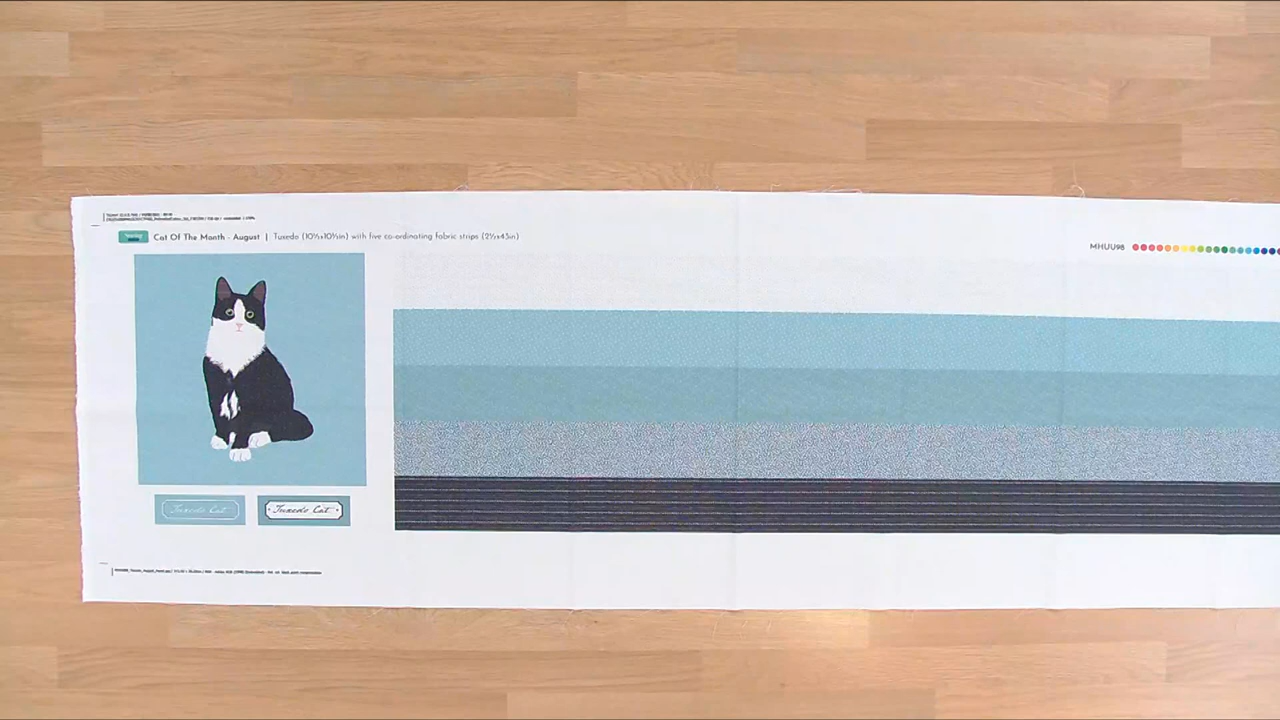 Sewing
Cat Of The Month - August | Tuxedo (10½x10½in) with five co-ordinating fabric strips (2½x43in)
MHUU98
Tuxedo Cat
Tuxedo Cat